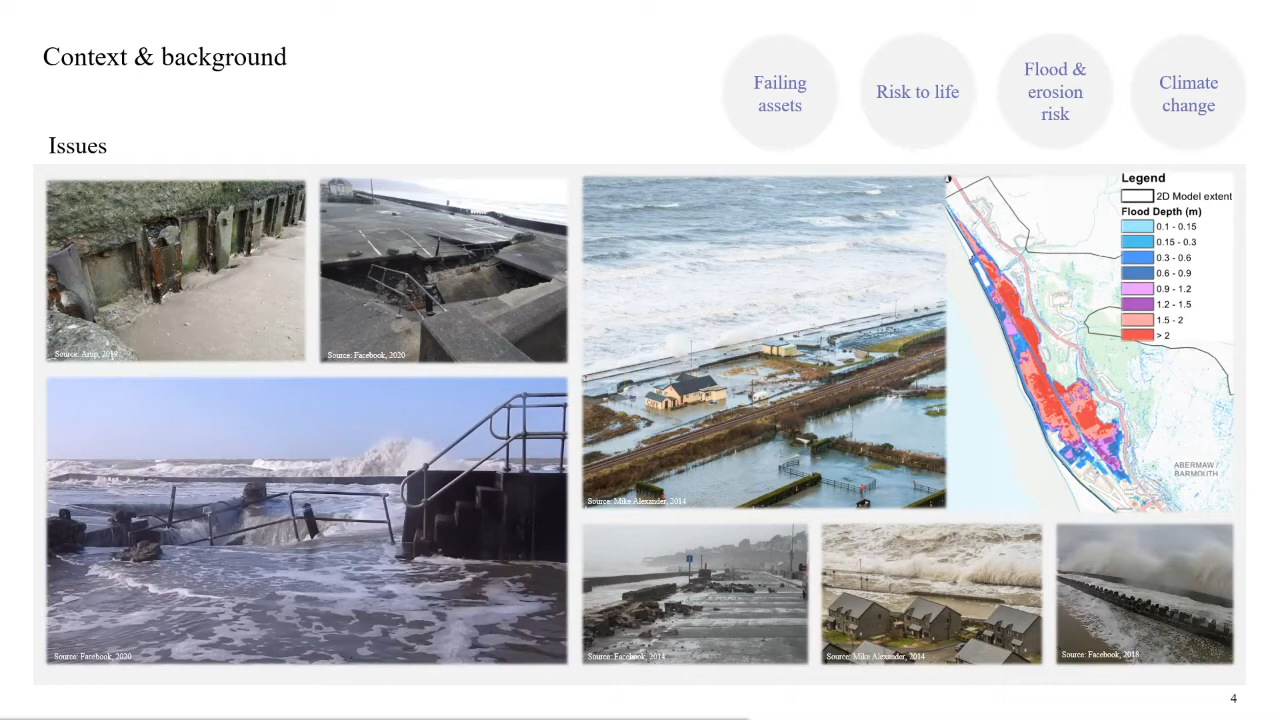 Context & background
Failing
assets
Risk to life
Flood &
erosion
risk
Climate
change
Issues
Source: Arup, 2019
Source: Facebook, 2020
Source: Facebook, 2020
Source: Mike Alexander, 2014
Legend
2D Model extent
Flood Depth (m)
0.1 - 0.15
0.15 - 0.3
0.3 - 0.6
0.6 - 0.9
0.9 - 1.2
1.2 - 1.5
1.5 - 2
> 2
ABERMAW /
BARMOUTH
Source: Facebook, 2014
Source: Mike Alexander, 2014
Source: Facebook, 2018
4